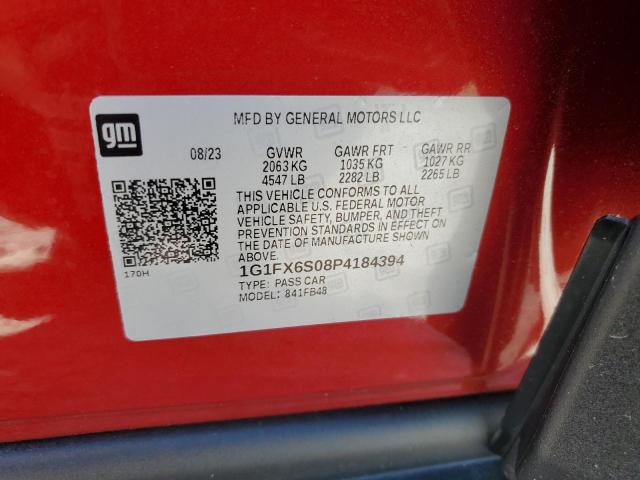 MFD BY GENERAL MOTORS LLC
gm
08/23 GVWR GAWR FRT GAWR RR
2063 KG 1035 KG 1027 KG
4547 LB 2282 LB 2265 LB
THIS VEHICLE CONFORMS TO ALL
APPLICABLE U.S. FEDERAL MOTOR
VEHICLE SAFETY, BUMPER, AND THEFT
PREVENTION STANDARDS IN EFFECT ON
THE DATE OF MANUFACTURE SHOWN
ABOVE.
1G1FX6S08P4184394
TYPE: PASS CAR
MODEL: 841FB48
170H